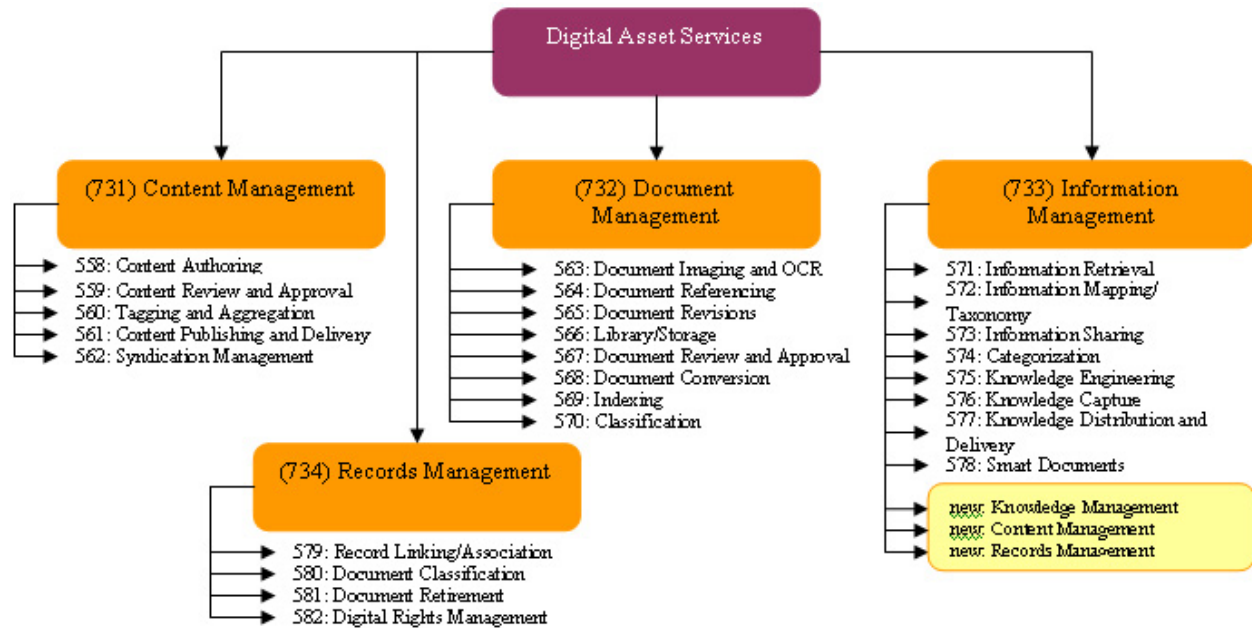 Digital Asset Services
(731) Content Management
558: Content Authoring
559: Content Review and Approval
560: Tagging and Aggregation
561: Content Publishing and Delivery
562: Syndication Management
(732) Document
Management
563: Document Imaging and OCR
564: Document Referencing
565: Document Revisions
566: Library/Storage
567: Document Review and Approval
568: Document Conversion
569: Indexing
570: Classification
(733) Information
Management
571: Information Retrieval
572: Information Mapping/
Taxonomy
573: Information Sharing
574: Categorization
575: Knowledge Engineering
576: Knowledge Capture
577: Knowledge Distribution and
Delivery
578: Smart Documents
new: Knowledge Management
new: Content Management
new: Records Management
(734) Records Management
579: Record Linking/Association
580: Document Classification
581: Document Retirement
582: Digital Rights Management